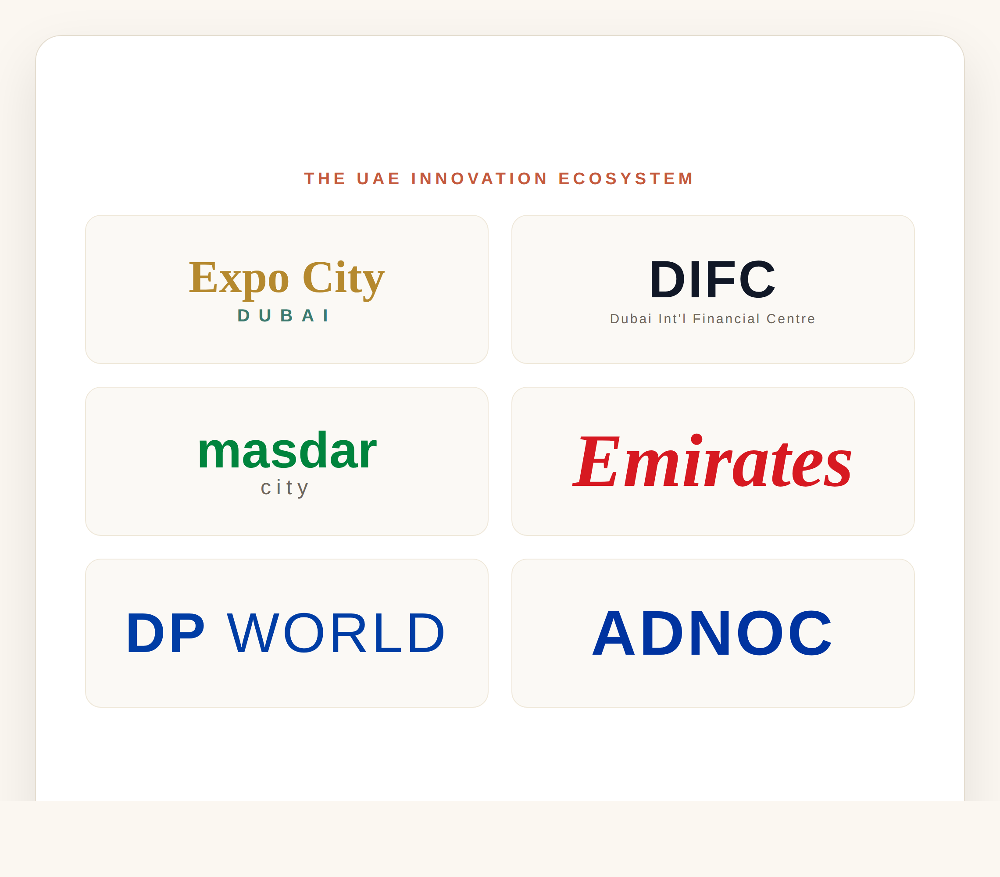 THE UAE INNOVATION ECOSYSTEM
Expo City
DUBAI
DIFC
Dubai Int'l Financial Centre
masdar
city
Emirates
DP WORLD
ADNOC